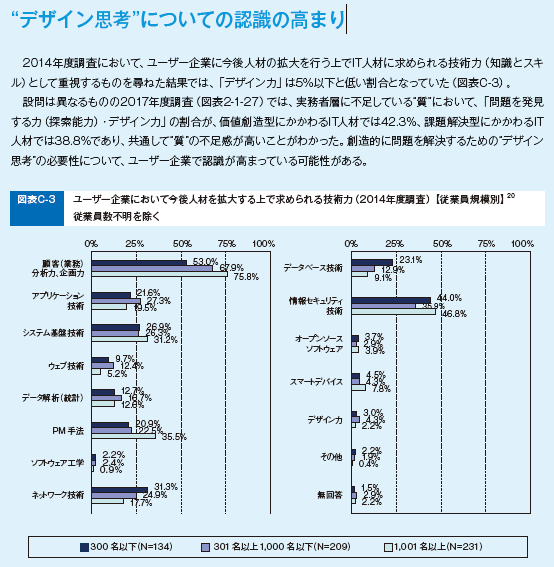 “デザイン思考”についての認識の高まり
2014年度調査において、ユーザー企業に今後人材の拡大を行う上でIT人材に求められる技術力（知識とスキ
ル）として重視するものを尋ねた結果では、「デザイン力」は5%以下と低い割合となっていた（図表C-3）。
設問は異なるものの2017年度調査（図表2-1-27）では、実務者層に不足している“質”において、「問題を発見
する力（探索能力）・デザイン力」の割合が、価値創造型にかかわるIT人材では42.3%、課題解決型にかかわるIT
人材では38.8%であり、共通して“質”の不足感が高いことがわかった。創造的に問題を解決するための“デザイン
思考”の必要性について、ユーザー企業で認識が高まっている可能性がある。
図表C-3
ユーザー企業において今後人材を拡大する上で求められる技術力（2014年度調査）【従業員規模別】20
従業員数不明を除く
0% 25% 50% 75% 100%
顧客（業務）
分析力、企画力
53.0%
67.9%
75.8%
アプリケーション
技術
21.6%
27.3%
19.5%
システム基盤技術
26.9%
26.3%
31.2%
ウェブ技術
9.7%
12.4%
5.2%
データ解析（統計）
12.7%
16.7%
12.6%
PM手法
20.9%
22.5%
35.5%
ソフトウェア工学
2.2%
2.4%
0.9%
ネットワーク技術
31.3%
24.9%
17.7%
0% 25% 50% 75% 100%
データベース技術
23.1%
12.9%
9.1%
情報セキュリティ
技術
44.0%
35.9%
46.8%
オープンソース
ソフトウェア
3.7%
2.9%
3.9%
スマートデバイス
4.5%
4.3%
7.8%
デザイン力
3.0%
4.3%
2.2%
その他
2.2%
1.9%
0.4%
無回答
1.5%
2.9%
2.2%
300名以下(N=134) 301名以上1,000名以下(N=209) 1,001名以上(N=231)